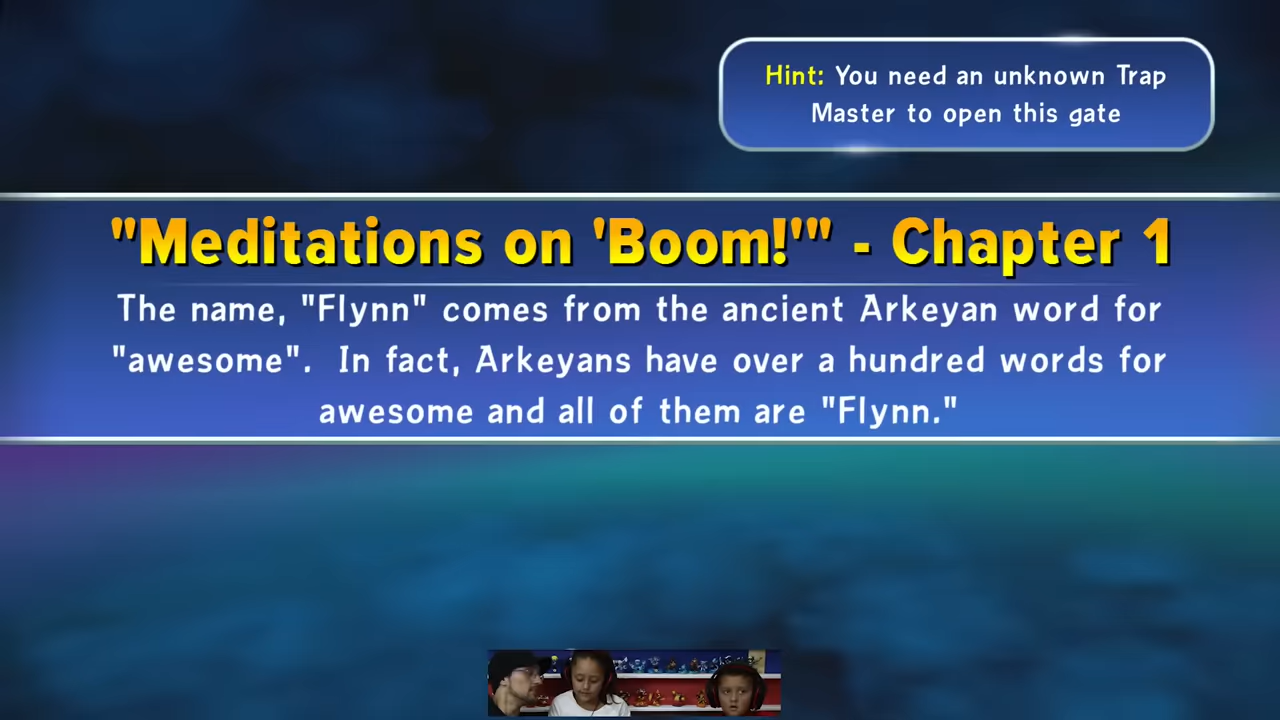 Hint: You need an unknown Trap
Master to open this gate
"Meditations on 'Boom!'" - Chapter 1
The name, "Flynn" comes from the ancient Arkeyan word for
"awesome".  In fact, Arkeyans have over a hundred words for
awesome and all of them are "Flynn."